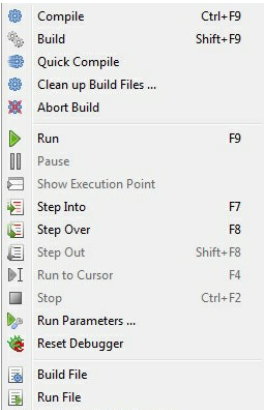 Compile Ctrl+F9
Build Shift+F9
Quick Compile
Clean up Build Files ...
Abort Build
Run F9
Pause
Show Execution Point
Step Into F7
Step Over F8
Step Out Shift+F8
Run to Cursor F4
Stop Ctrl+F2
Run Parameters ...
Reset Debugger
Build File
Run File